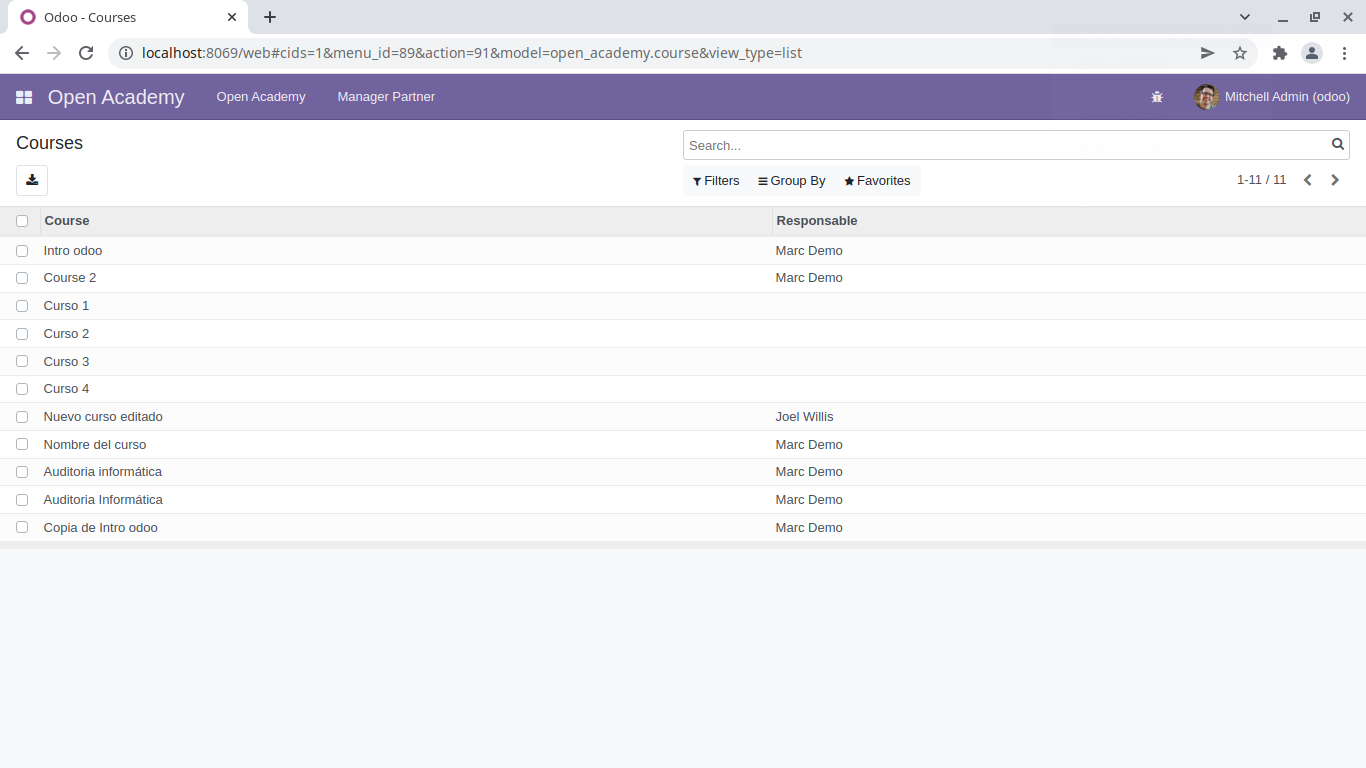 Odoo - Courses
localhost:8069/web#cids=1&menu_id=89&action=91&model=open_academy.course&view_type=list
Open Academy Open Academy Manager Partner Mitchell Admin (odoo)
Courses
Search...
Filters Group By Favorites 1-11 / 11
Course Responsable
Intro odoo Marc Demo
Course 2 Marc Demo
Curso 1
Curso 2
Curso 3
Curso 4
Nuevo curso editado Joel Willis
Nombre del curso Marc Demo
Auditoria informática Marc Demo
Auditoria Informática Marc Demo
Copia de Intro odoo Marc Demo